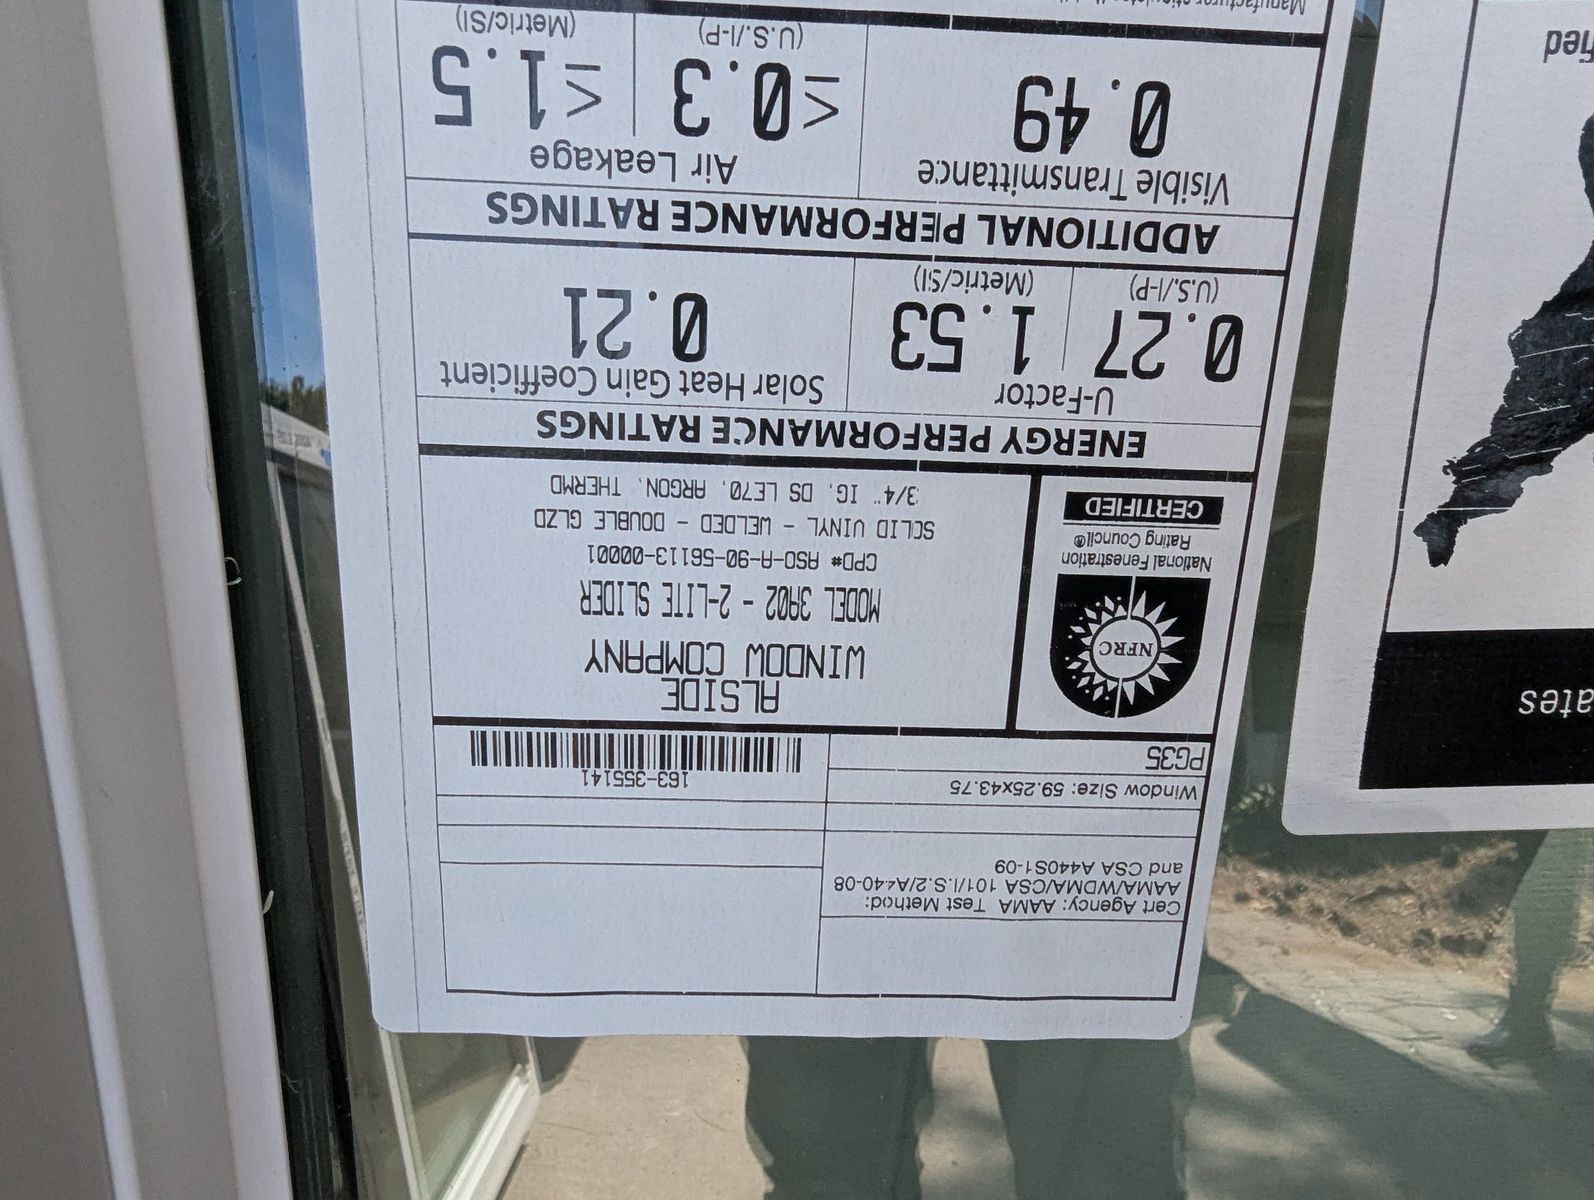 Cert Agency: AAMA Test Method:
AAMA/WDMA/CSA 101/I.S.2/A440-08
and CSA A440S1-09
Window Size: 59.25x43.75
PG35
163-355141
ALSIDE
WINDOW COMPANY
MODEL 3A02 - 2-LITE SLIDER
CPD# ASO-A-90-56113-00001
SOLID VINYL - WELDED - DOUBLE GLZD
3/4" IG, DS LE70, ARGON, THERMD
NFRC
National Fenestration
Rating Council®
CERTIFIED
ENERGY PERFORMANCE RATINGS
U-Factor
0.27 1.53
(U.S./I-P) (Metric/SI)
Solar Heat Gain Coefficient
0.21
ADDITIONAL PERFORMANCE RATINGS
Visible Transmittance
0.49
Air Leakage
≤0.3 ≤1.5
(U.S./I-P) (Metric/SI)
Manufacturer
ates
fied